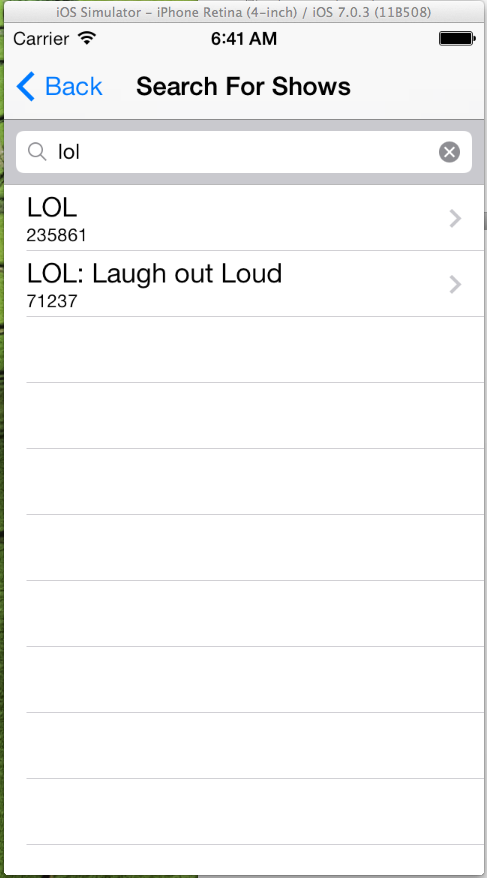 iOS Simulator – iPhone Retina (4-inch) / iOS 7.0.3 (11B508)
Carrier 6:41 AM
Back Search For Shows
lol
LOL
235861
LOL: Laugh out Loud
71237